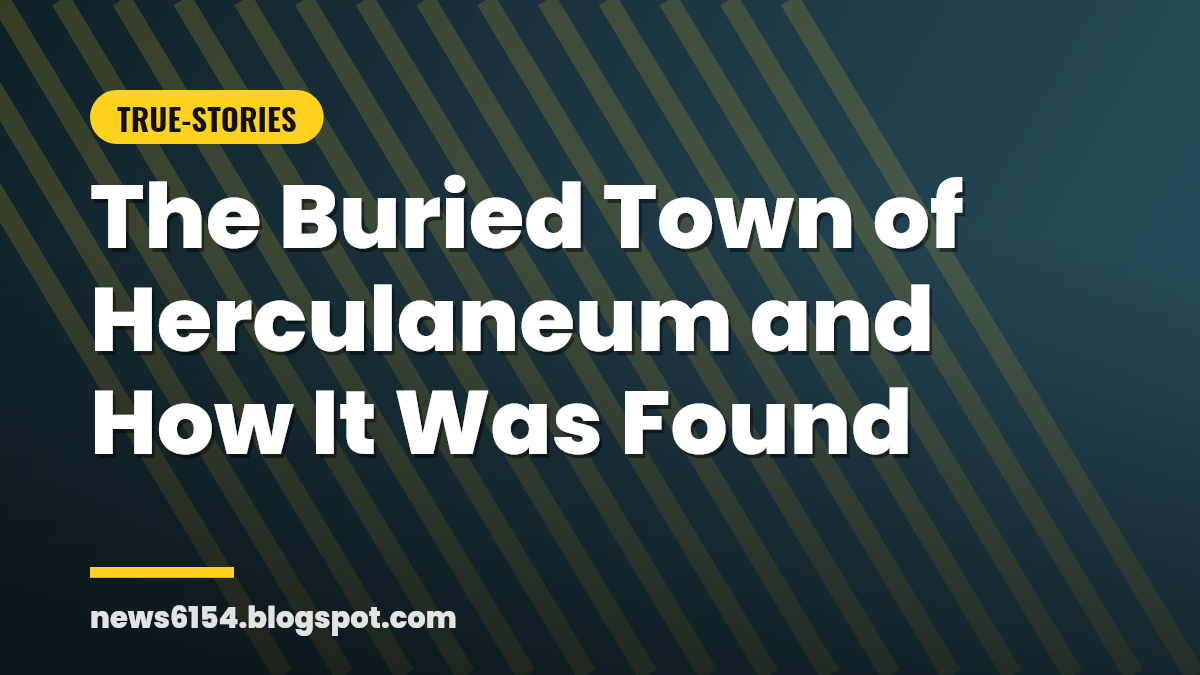 TRUE-STORIES
The Buried Town of
Herculaneum and
How It Was Found
news6154.blogspot.com